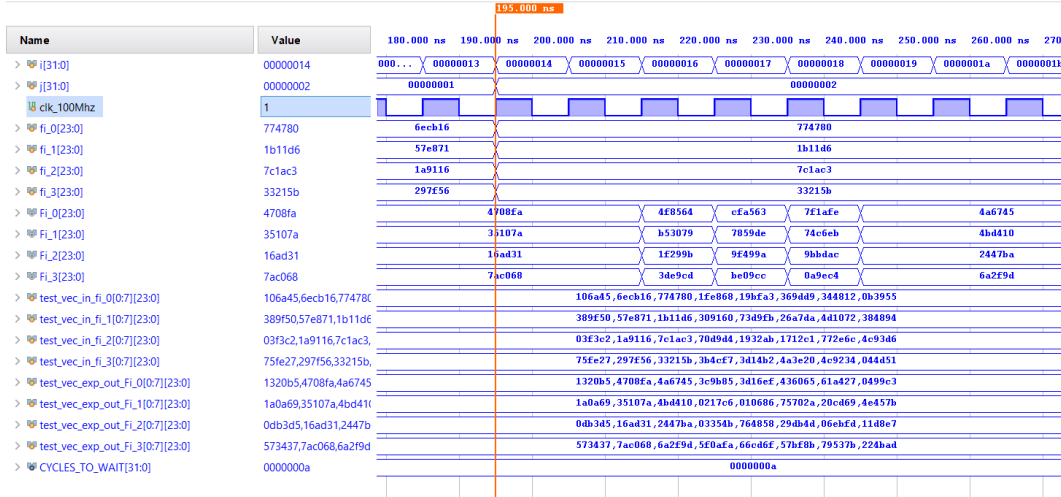 195.000 ns
Name Value 180.000 ns 190.000 ns 200.000 ns 210.000 ns 220.000 ns 230.000 ns 240.000 ns 250.000 ns 260.000 ns 270
i[31:0] 00000014 000... 00000013 00000014 00000015 00000016 00000017 00000018 00000019 0000001a 0000001b
j[31:0] 00000002 00000001 00000002
clk_100Mhz 1
fi_0[23:0] 774780 6ecb16 774780
fi_1[23:0] 1b11d6 57e871 1b11d6
fi_2[23:0] 7c1ac3 1a9116 7c1ac3
fi_3[23:0] 33215b 297f56 33215b
Fi_0[23:0] 4708fa 4708fa 4f8564 cfa563 7f1afe 4a6745
Fi_1[23:0] 35107a 35107a b53079 7859de 74c6eb 4bd410
Fi_2[23:0] 16ad31 16ad31 1f299b 9f499a 9bbdac 2447ba
Fi_3[23:0] 7ac068 7ac068 3de9cd be09cc 0a9ec4 6a2f9d
test_vec_in_fi_0[0:7][23:0] 106a45,6ecb16,774780 106a45,6ecb16,774780,1fe868,19bfa3,369dd9,344812,0b3955
test_vec_in_fi_1[0:7][23:0] 389f50,57e871,1b11d6 389f50,57e871,1b11d6,309160,73d9fb,26a7da,4d1072,384894
test_vec_in_fi_2[0:7][23:0] 03f3c2,1a9116,7c1ac3, 03f3c2,1a9116,7c1ac3,70d9d4,1932ab,1712c1,772e6c,4c93d6
test_vec_in_fi_3[0:7][23:0] 75fe27,297f56,33215b, 75fe27,297f56,33215b,3b4cf7,3d14b2,4a3e20,4c9234,044d51
test_vec_exp_out_Fi_0[0:7][23:0] 1320b5,4708fa,4a6745 1320b5,4708fa,4a6745,3c9b85,3d16ef,436065,61a427,0499c3
test_vec_exp_out_Fi_1[0:7][23:0] 1a0a69,35107a,4bd410 1a0a69,35107a,4bd410,0217c6,010686,75702a,20cd69,4e457b
test_vec_exp_out_Fi_2[0:7][23:0] 0db3d5,16ad31,2447b 0db3d5,16ad31,2447ba,03354b,764858,29db4d,06ebfd,11d8e7
test_vec_exp_out_Fi_3[0:7][23:0] 573437,7ac068,6a2f9d 573437,7ac068,6a2f9d,5f0afa,66cd6f,57bf8b,79537b,224bad
CYCLES_TO_WAIT[31:0] 0000000a 0000000a